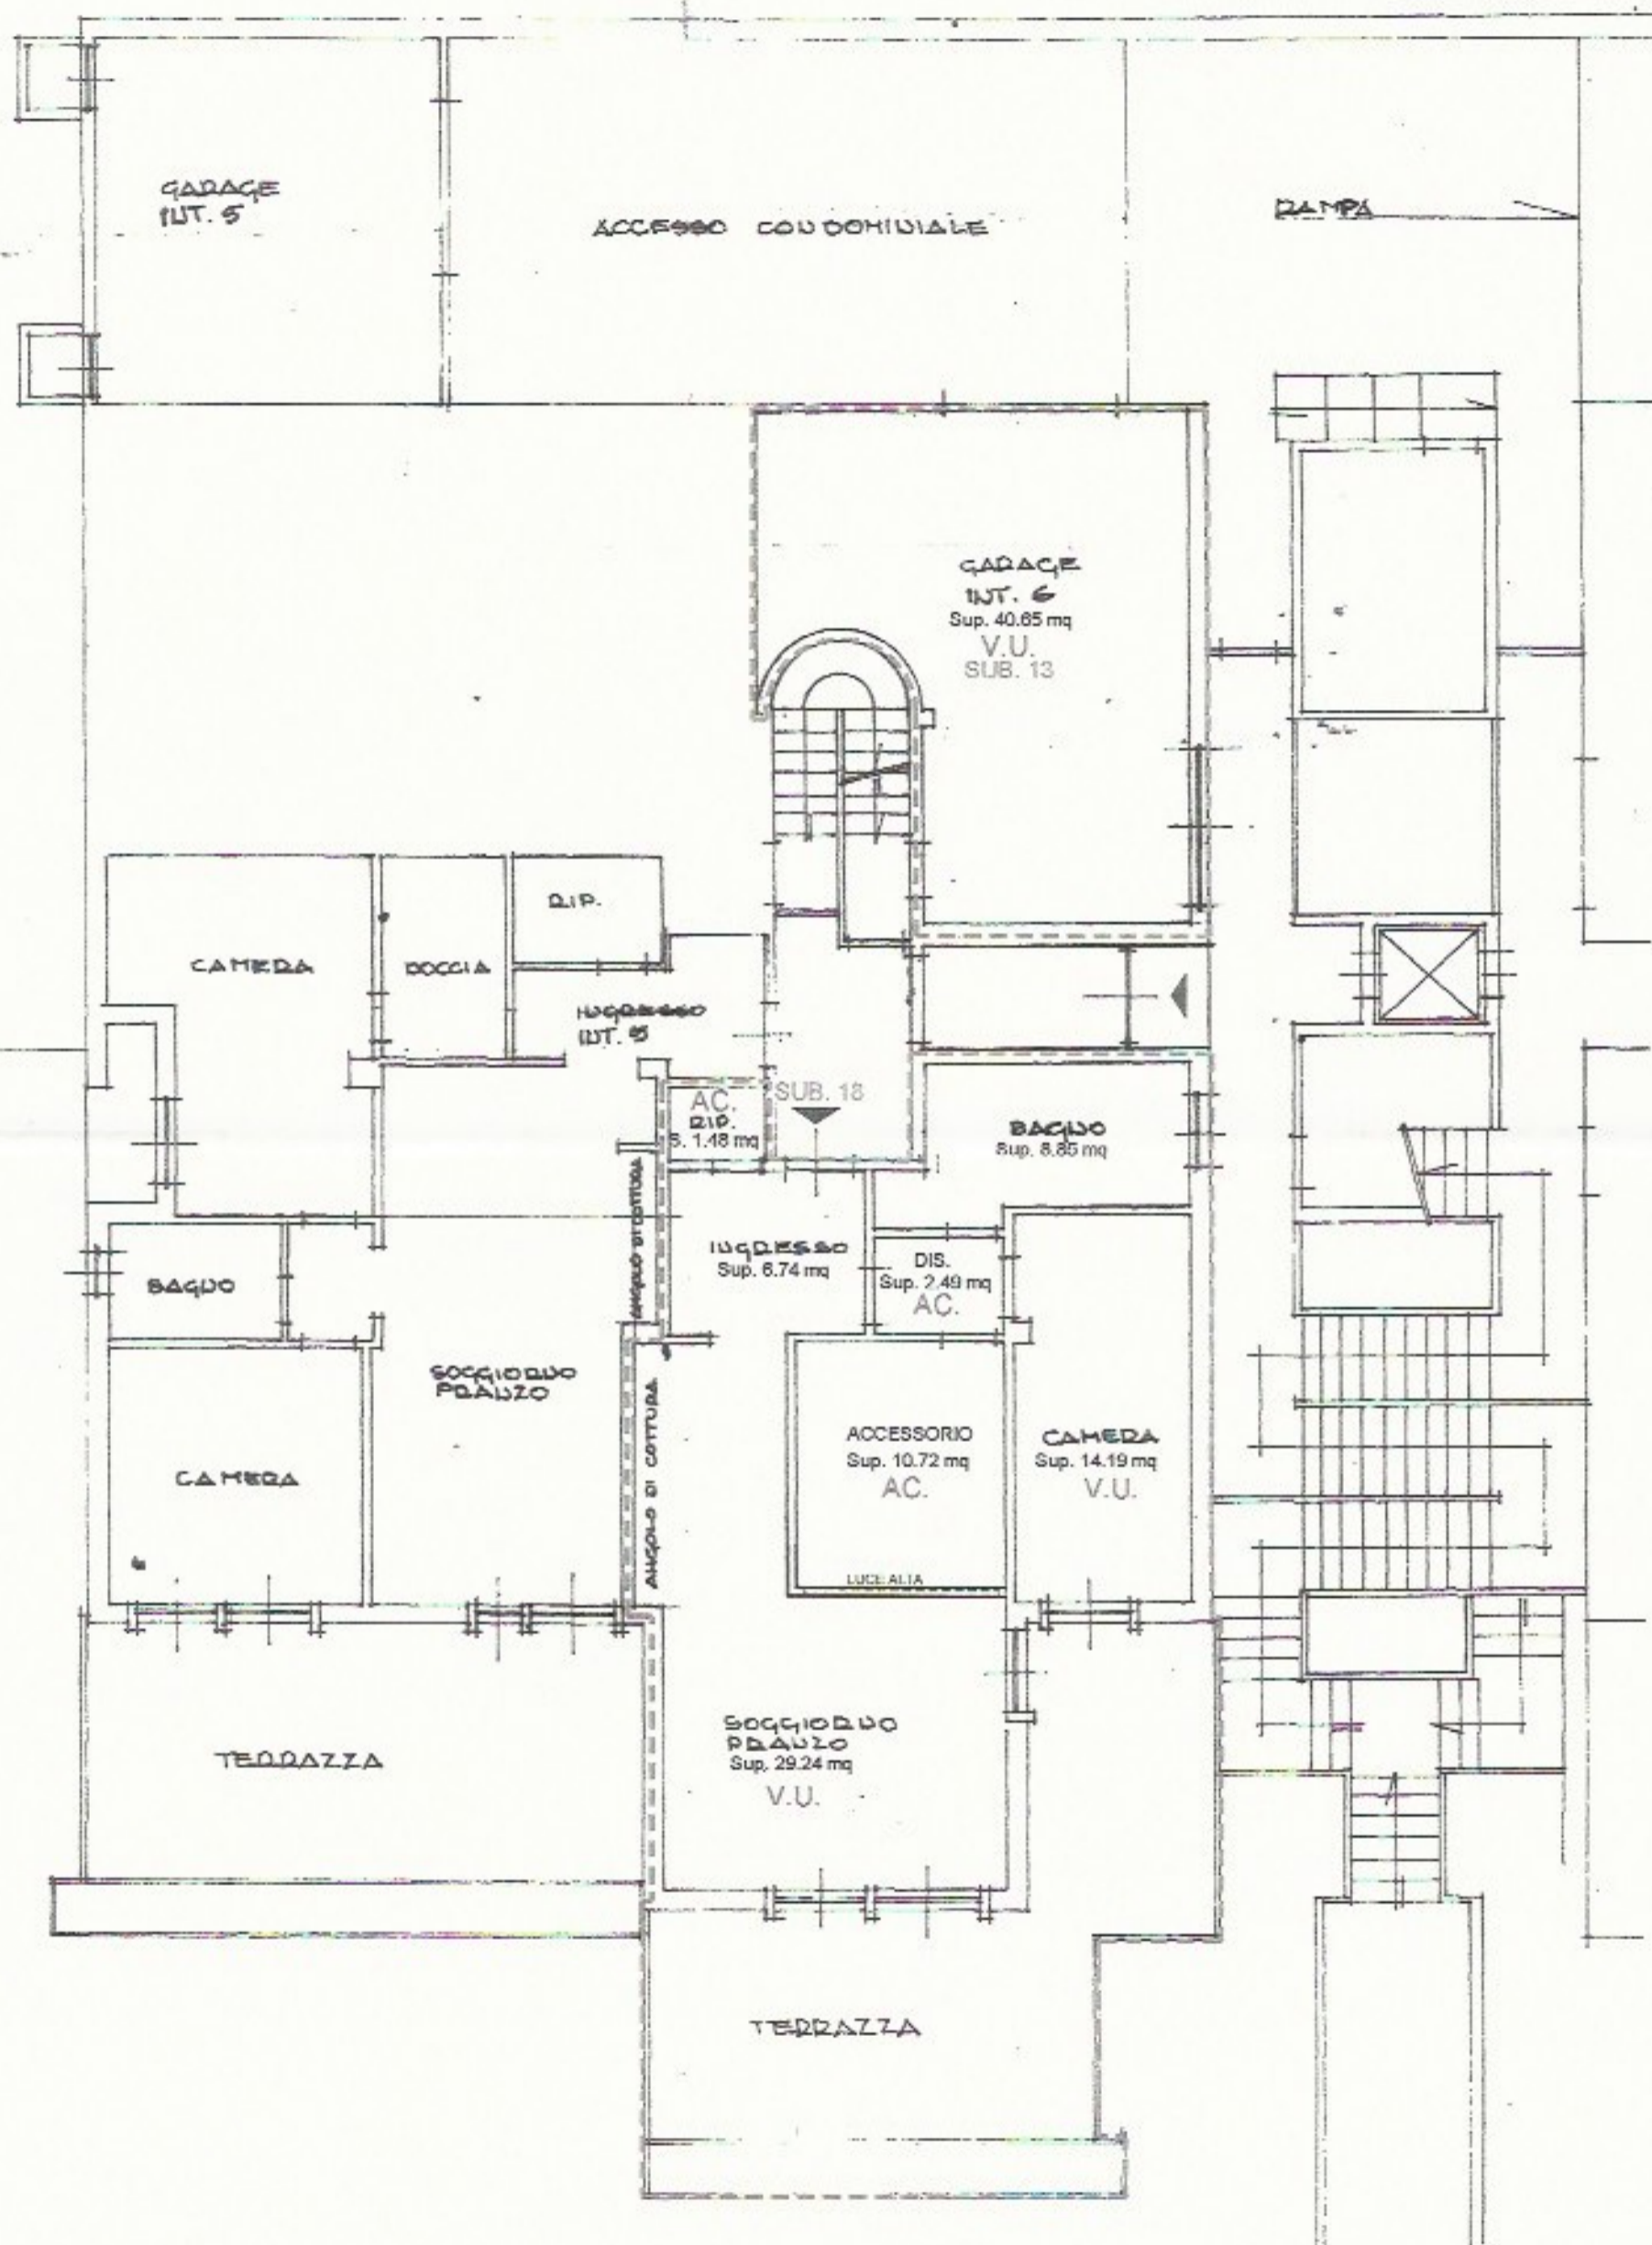 GARAGE
INT. 5
ACCESSO CONDOMINIALE
RAMPA
GARAGE
INT. 6
Sup. 40.65 mq
V.U.
SUB. 13
RIP.
CAMERA
DOCCIA
INGRESSO
INT. 5
AC.
RIP.
S. 1.48 mq
SUB. 18
BAGNO
Sup. 8.85 mq
ANGOLO DI COTTURA
INGRESSO
Sup. 6.74 mq
DIS.
Sup. 2.49 mq
AC.
BAGNO
SOGGIORNO
PRANZO
CAMERA
ANGOLO DI COTTURA
ACCESSORIO
Sup. 10.72 mq
AC.
CAMERA
Sup. 14.19 mq
V.U.
LUCE ALTA
TERRAZZA
SOGGIORNO
PRANZO
Sup. 29.24 mq
V.U.
TERRAZZA